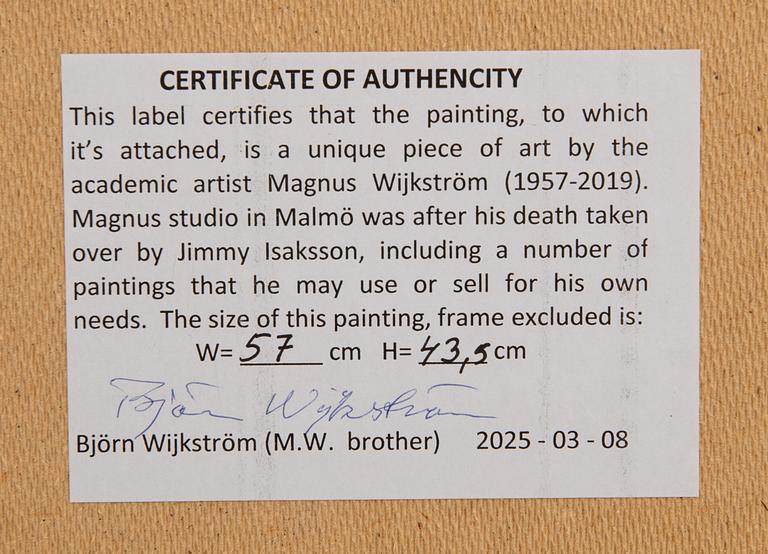 CERTIFICATE OF AUTHENCITY
This label certifies that the painting, to which
it's attached, is a unique piece of art by the
academic artist Magnus Wijkström (1957-2019).
Magnus studio in Malmö was after his death taken
over by Jimmy Isaksson, including a number of
paintings that he may use or sell for his own
needs. The size of this painting, frame excluded is:
W= 57 cm H= 43,5 cm
Björn Wijkström
Björn Wijkström (M.W. brother) 2025 - 03 - 08